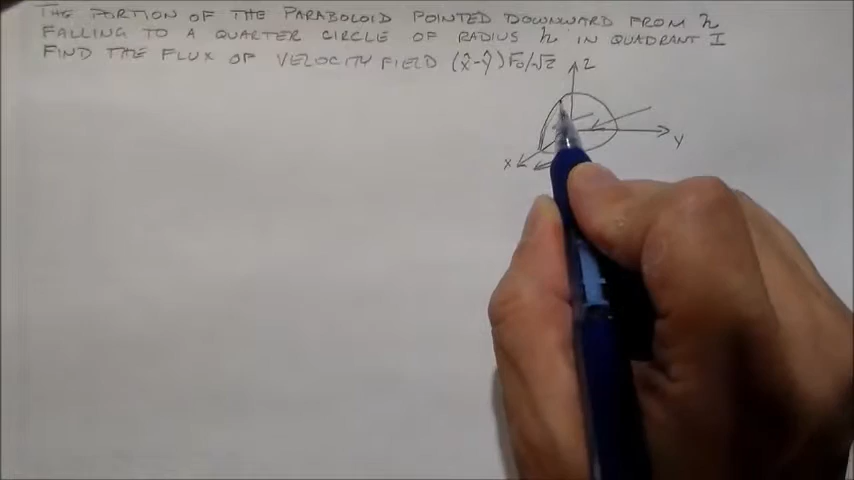 THE PORTION OF THE PARABOLOID POINTED DOWNWARD FROM h
FALLING TO A QUARTER CIRCLE OF RADIUS h IN QUADRANT I
FIND THE FLUX OF VELOCITY FIELD (x̂-ŷ)F₀/√2
z
y
x